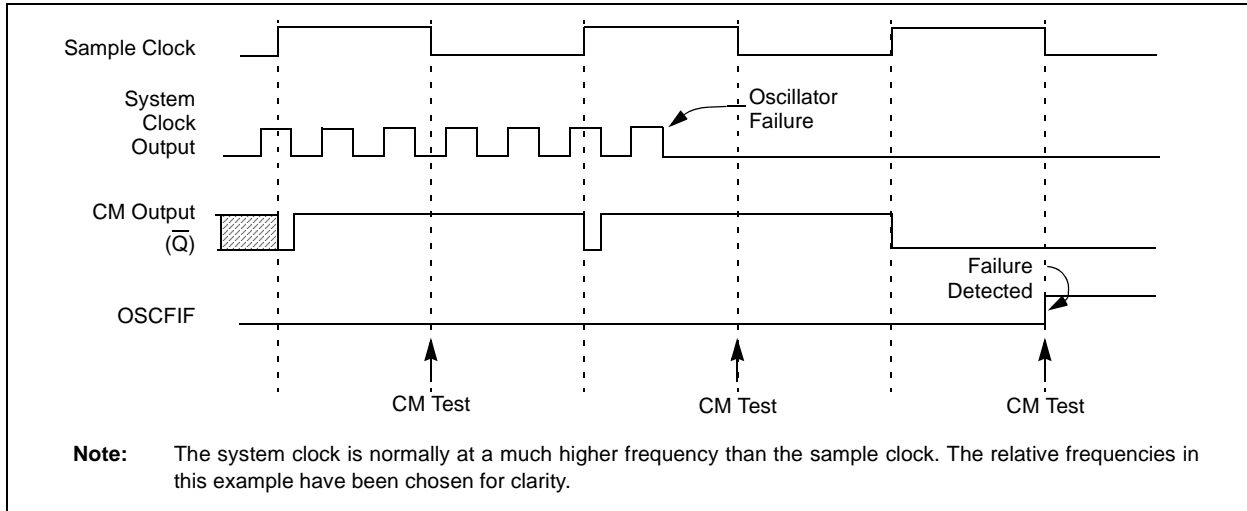 Sample Clock
System
Clock
Output
Oscillator
Failure
CM Output
(Q̅)
Failure
Detected
OSCFIF
CM Test
CM Test
CM Test
Note: The system clock is normally at a much higher frequency than the sample clock. The relative frequencies in
this example have been chosen for clarity.